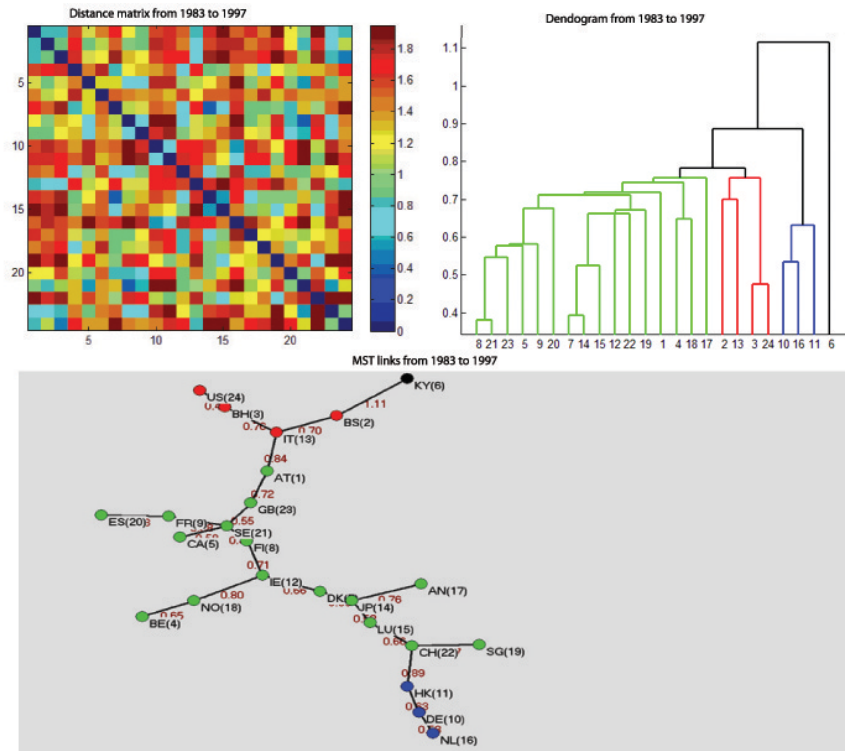 Distance matrix from 1983 to 1997
5
10
15
20
5 10 15 20
1.8
1.6
1.4
1.2
1
0.8
0.6
0.4
0.2
0
Dendogram from 1983 to 1997
1.1
1
0.9
0.8
0.7
0.6
0.5
0.4
8 21 23 5 9 20 7 14 15 12 22 19 1 4 18 17 2 13 3 24 10 16 11 6
MST links from 1983 to 1997
KY(6)
US(24)
BH(3)
1.11
BS(2)
0.76
0.70
IT(13)
0.84
AT(1)
0.72
GB(23)
ES(20)
FR(9)
0.55
SE(21)
CA(5)
FI(8)
0.71
IE(12)
AN(17)
0.80
0.66
DK
0.76
NO(18)
JP(14)
0.65
BE(4)
LU(15)
CH(22)
SG(19)
0.89
HK(11)
DE(10)
NL(16)